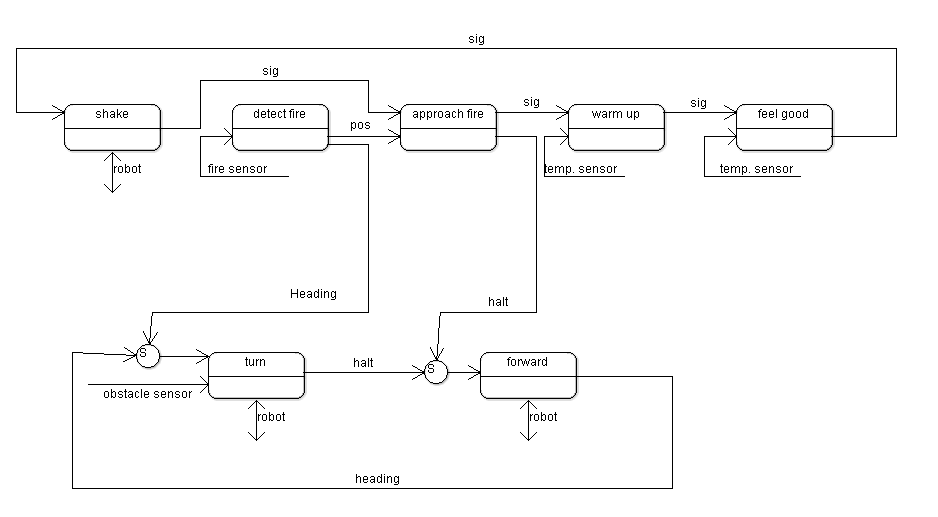 sig
sig
shake
detect fire
pos
approach fire
sig
warm up
sig
feel good
robot
fire sensor
temp. sensor
temp. sensor
Heading
halt
S
turn
halt
S
forward
obstacle sensor
robot
robot
heading